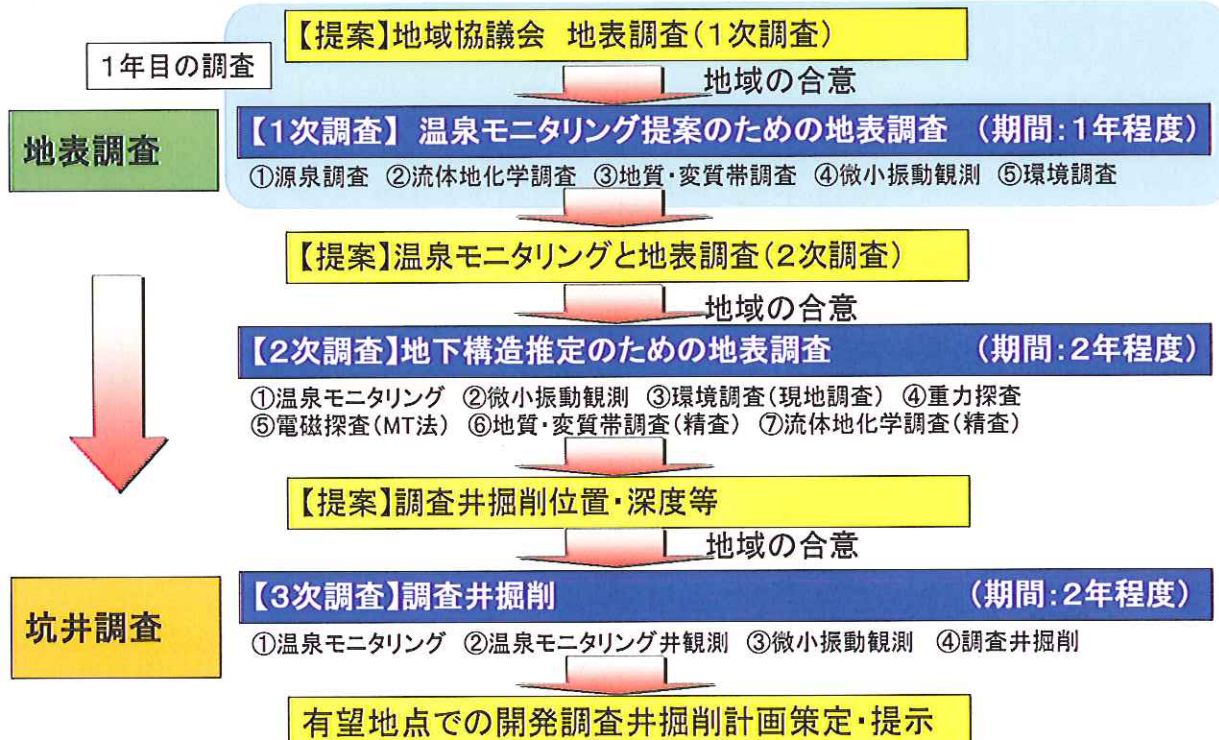 【提案】地域協議会 地表調査(1次調査)
1年目の調査
地域の合意
地表調査
【1次調査】 温泉モニタリング提案のための地表調査 (期間:1年程度)
①源泉調査 ②流体地化学調査 ③地質・変質帯調査 ④微小振動観測 ⑤環境調査
【提案】温泉モニタリングと地表調査(2次調査)
地域の合意
【2次調査】地下構造推定のための地表調査 (期間:2年程度)
①温泉モニタリング ②微小振動観測 ③環境調査(現地調査) ④重力探査
⑤電磁探査(MT法) ⑥地質・変質帯調査(精査) ⑦流体地化学調査(精査)
【提案】調査井掘削位置・深度等
地域の合意
坑井調査
【3次調査】調査井掘削 (期間:2年程度)
①温泉モニタリング ②温泉モニタリング井観測 ③微小振動観測 ④調査井掘削
有望地点での開発調査井掘削計画策定・提示